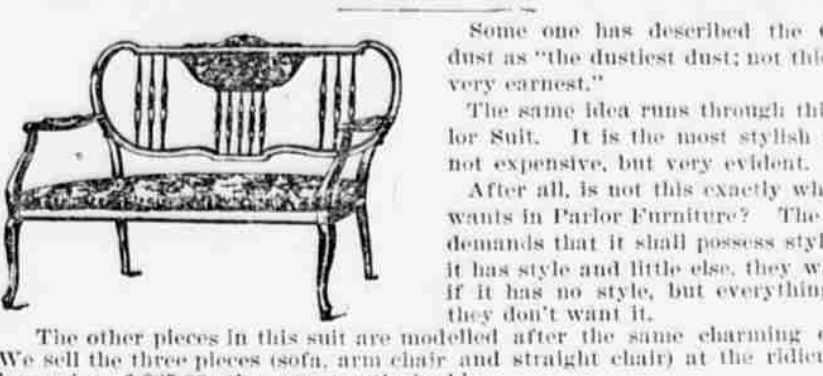 Some one has described the
dust as "the dustiest dust; not
very earnest."
The same idea runs through
lor Suit. It is the most stylish
not expensive, but very evident.
After all, is not this exactly
wants in Parlor Furniture? The
demands that it shall possess
it has style and little else, they
if it has no style, but everything
they don't want it.
The other pieces in this suit are modelled after the same charming
We sell the three pieces (sofa, arm chair and straight chair) at the